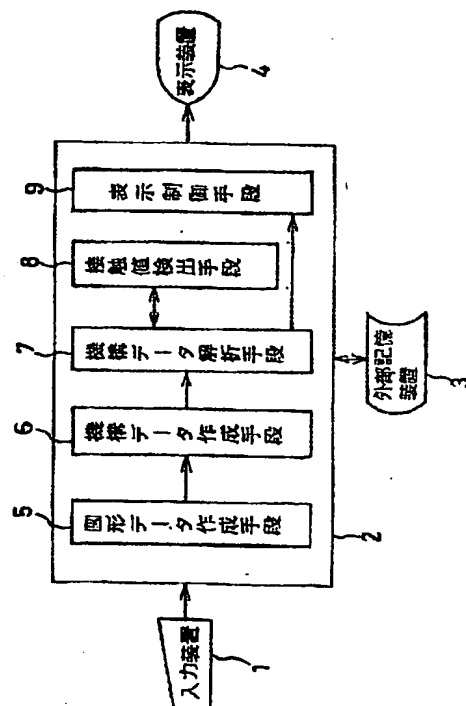 入力装置
1
5
図形データ作成手段
6
機構データ作成手段
7
機構データ解析手段
8
接触値検出手段
9
表示制御手段
2
表示装置
4
外部記憶
装置
3